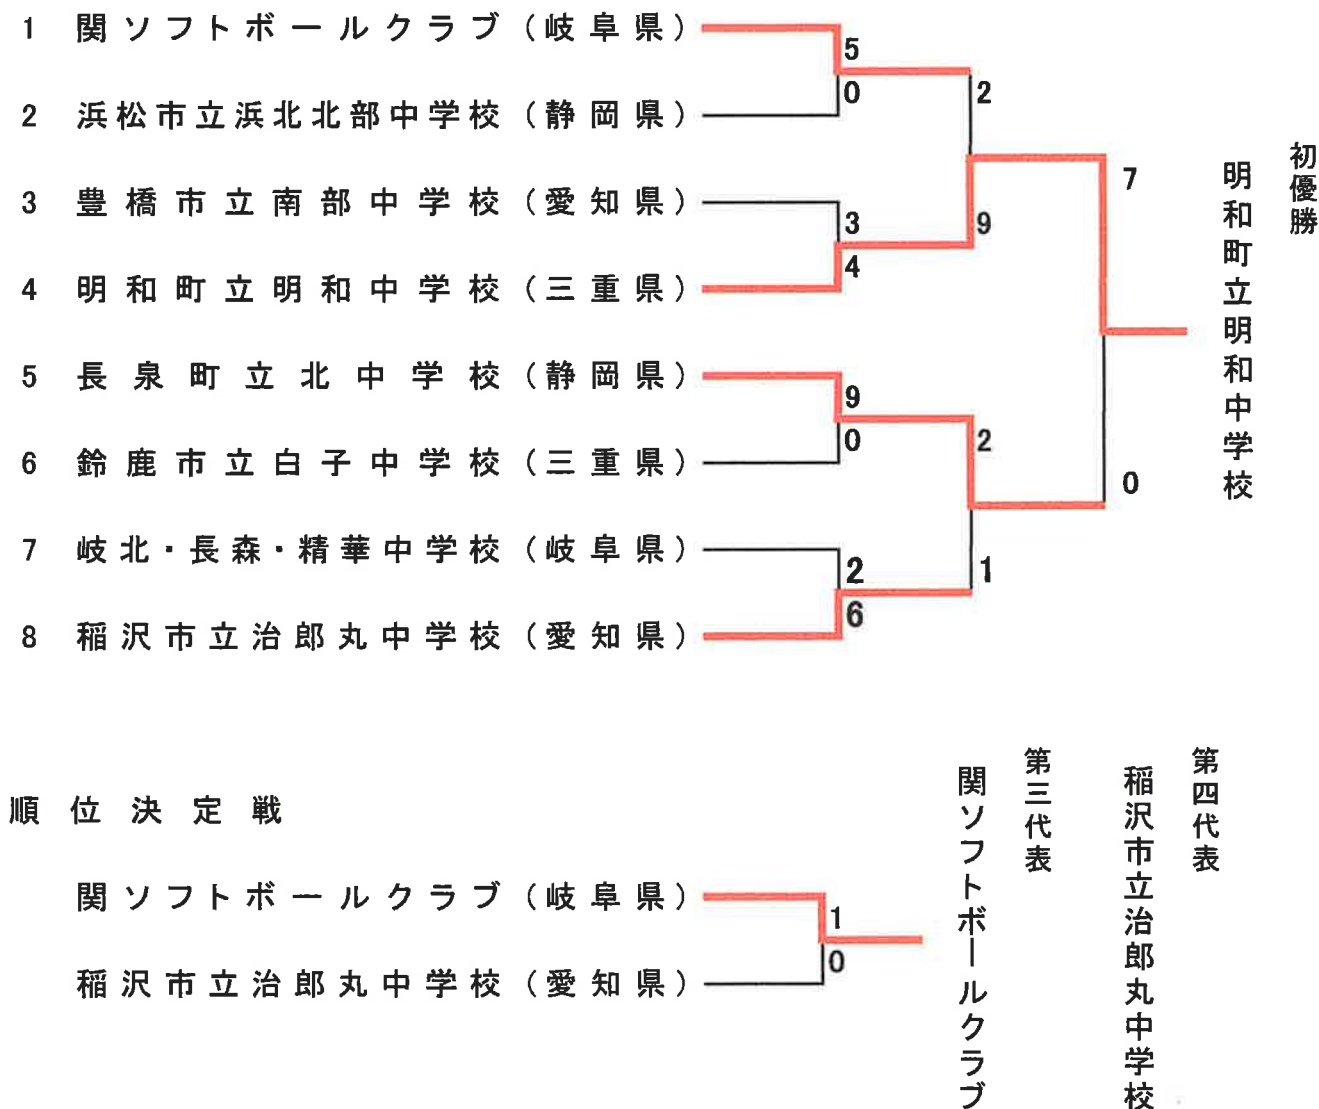 1 関ソフトボールクラブ(岐阜県)
5
0
2 浜松市立浜北北部中学校(静岡県)
2
3 豊橋市立南部中学校(愛知県)
3
4
9
4 明和町立明和中学校(三重県)
7
5 長泉町立北中学校(静岡県)
9
0
2
6 鈴鹿市立白子中学校(三重県)
0
7 岐北・長森・精華中学校(岐阜県)
2
6
1
8 稲沢市立治郎丸中学校(愛知県)
初優勝
明和町立明和中学校
順位決定戦
関ソフトボールクラブ(岐阜県)
1
0
稲沢市立治郎丸中学校(愛知県)
第三代表
関ソフトボールクラブ
第四代表
稲沢市立治郎丸中学校